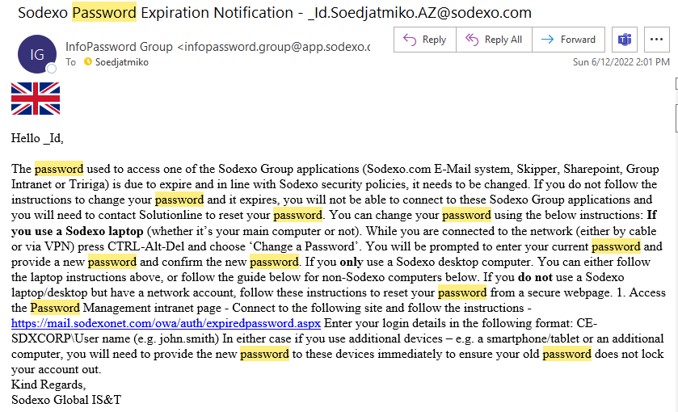 Sodexo Password Expiration Notification - _Id.Soedjatmiko.AZ@sodexo.com
IG
InfoPassword Group <infopassword.group@app.sodexo.c
To Soedjatmiko
Reply
Reply All
Forward
Sun 6/12/2022 2:01 PM
Hello _Id,
The password used to access one of the Sodexo Group applications (Sodexo.com E-Mail system, Skipper, Sharepoint, Group
Intranet or Tririga) is due to expire and in line with Sodexo security policies, it needs to be changed. If you do not follow the
instructions to change your password and it expires, you will not be able to connect to these Sodexo Group applications and
you will need to contact Solutionline to reset your password. You can change your password using the below instructions: If
you use a Sodexo laptop (whether it's your main computer or not). While you are connected to the network (either by cable
or via VPN) press CTRL-Alt-Del and choose ‘Change a Password’. You will be prompted to enter your current password and
provide a new password and confirm the new password. If you only use a Sodexo desktop computer. You can either follow
the laptop instructions above, or follow the guide below for non-Sodexo computers below. If you do not use a Sodexo
laptop/desktop but have a network account, follow these instructions to reset your password from a secure webpage. 1. Access
the Password Management intranet page - Connect to the following site and follow the instructions -
https://mail.sodexonet.com/owa/auth/expiredpassword.aspx Enter your login details in the following format: CE-
SDXCORP\User name (e.g. john.smith) In either case if you use additional devices – e.g. a smartphone/tablet or an additional
computer, you will need to provide the new password to these devices immediately to ensure your old password does not lock
your account out.
Kind Regards,
Sodexo Global IS&T